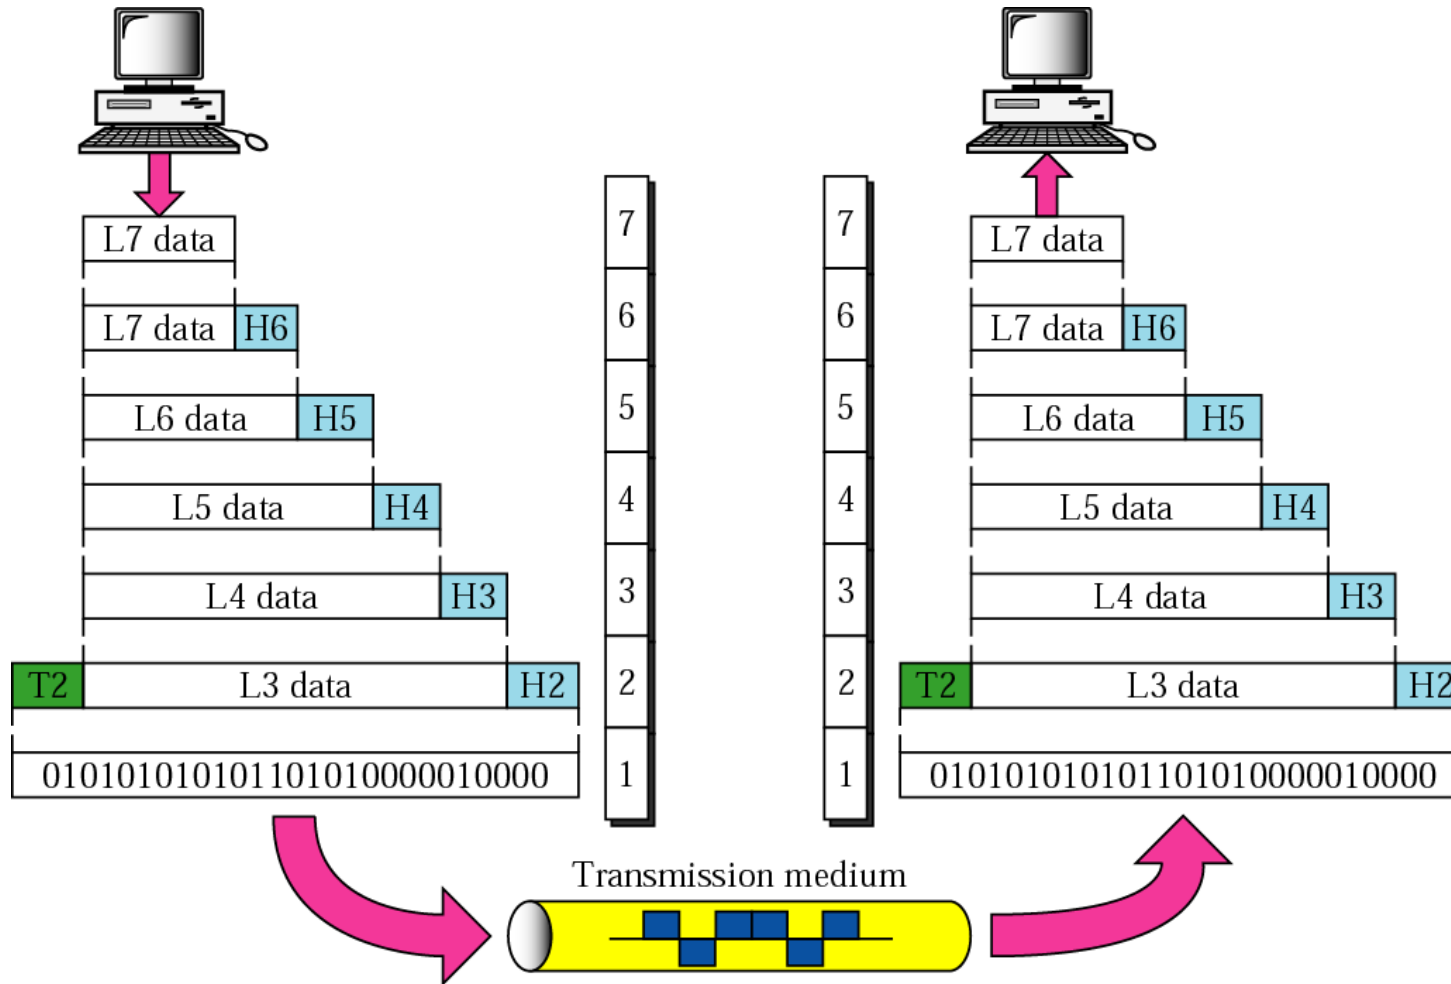 L7 data
L7 data H6
L6 data H5
L5 data H4
L4 data H3
T2 L3 data H2
0101010101011010100000010000
7
6
5
4
3
2
1
7
6
5
4
3
2
1
L7 data
L7 data H6
L6 data H5
L5 data H4
L4 data H3
T2 L3 data H2
0101010101011010100000010000
Transmission medium